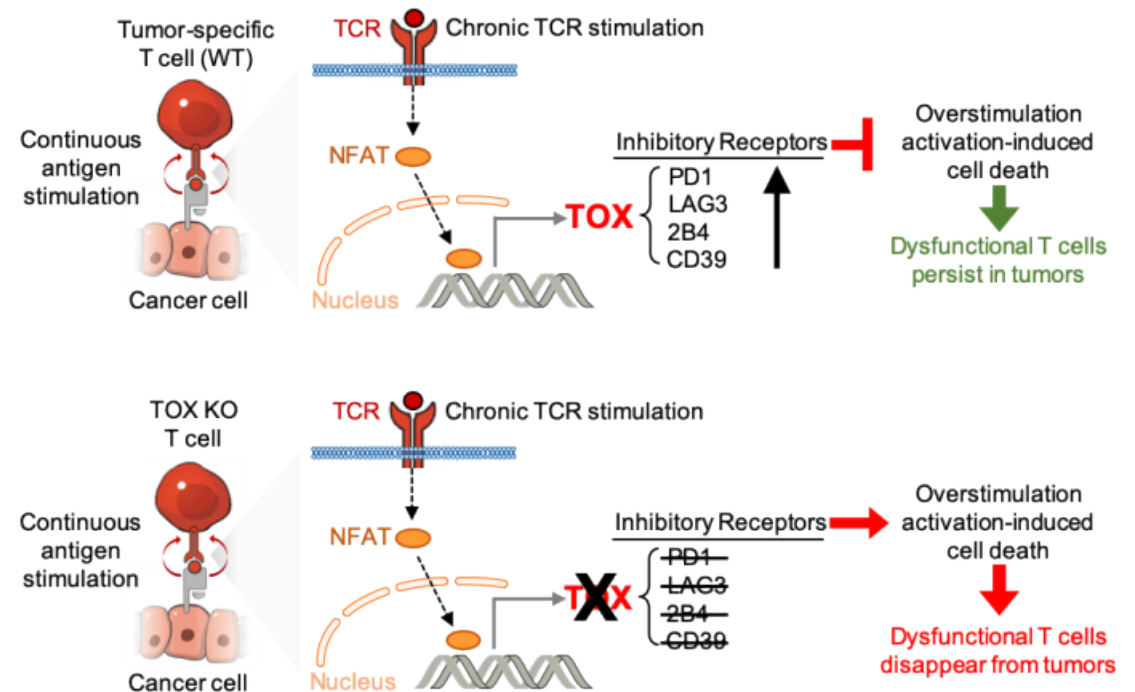 Tumor-specific
T cell (WT)
Continuous
antigen
stimulation
Cancer cell
TCR
Chronic TCR stimulation
NFAT
Nucleus
TOX
Inhibitory Receptors
PD1
LAG3
2B4
CD39
Overstimulation
activation-induced
cell death
Dysfunctional T cells
persist in tumors
TOX KO
T cell
Continuous
antigen
stimulation
Cancer cell
TCR
Chronic TCR stimulation
NFAT
Nucleus
TOX
Inhibitory Receptors
PD1
LAG3
2B4
CD39
Overstimulation
activation-induced
cell death
Dysfunctional T cells
disappear from tumors